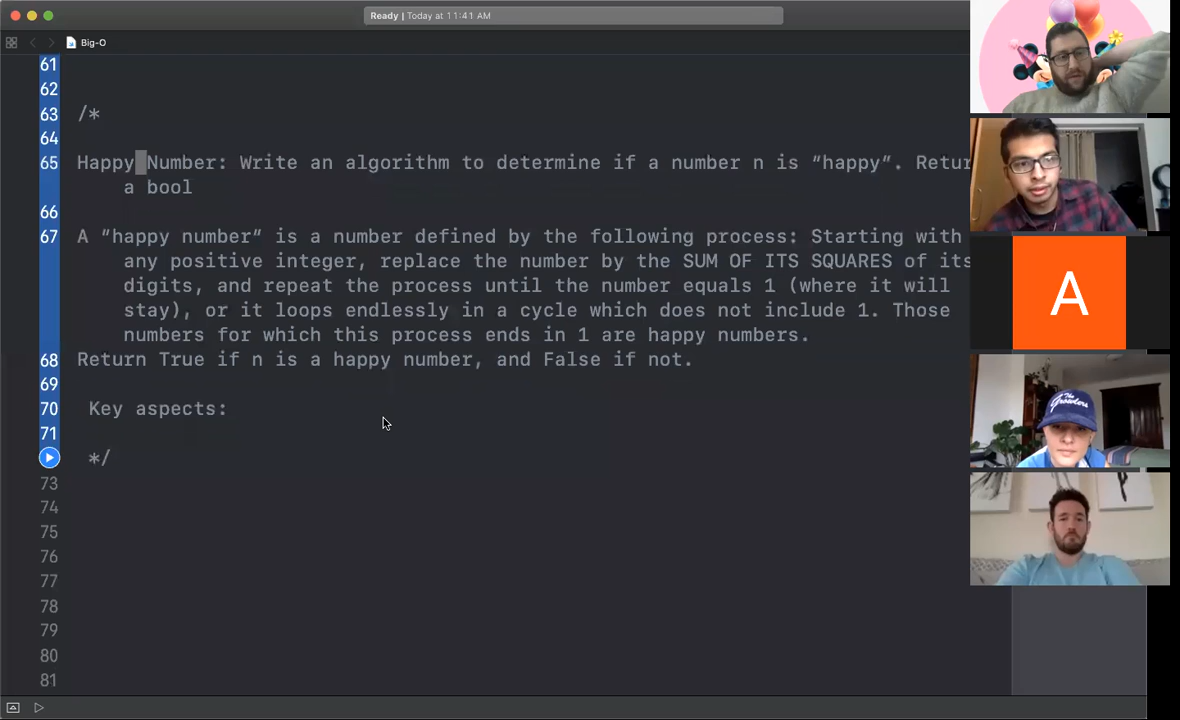 Ready | Today at 11:41 AM
Big-O
61
62
63 /*
64
65 Happy Number: Write an algorithm to determine if a number n is “happy”. Retur
a bool
66
67 A “happy number” is a number defined by the following process: Starting with
any positive integer, replace the number by the SUM OF ITS SQUARES of its
digits, and repeat the process until the number equals 1 (where it will
stay), or it loops endlessly in a cycle which does not include 1. Those
numbers for which this process ends in 1 are happy numbers.
68 Return True if n is a happy number, and False if not.
69
70 Key aspects:
71
*/
73
74
75
76
77
78
79
80
81
A
The
Growlers